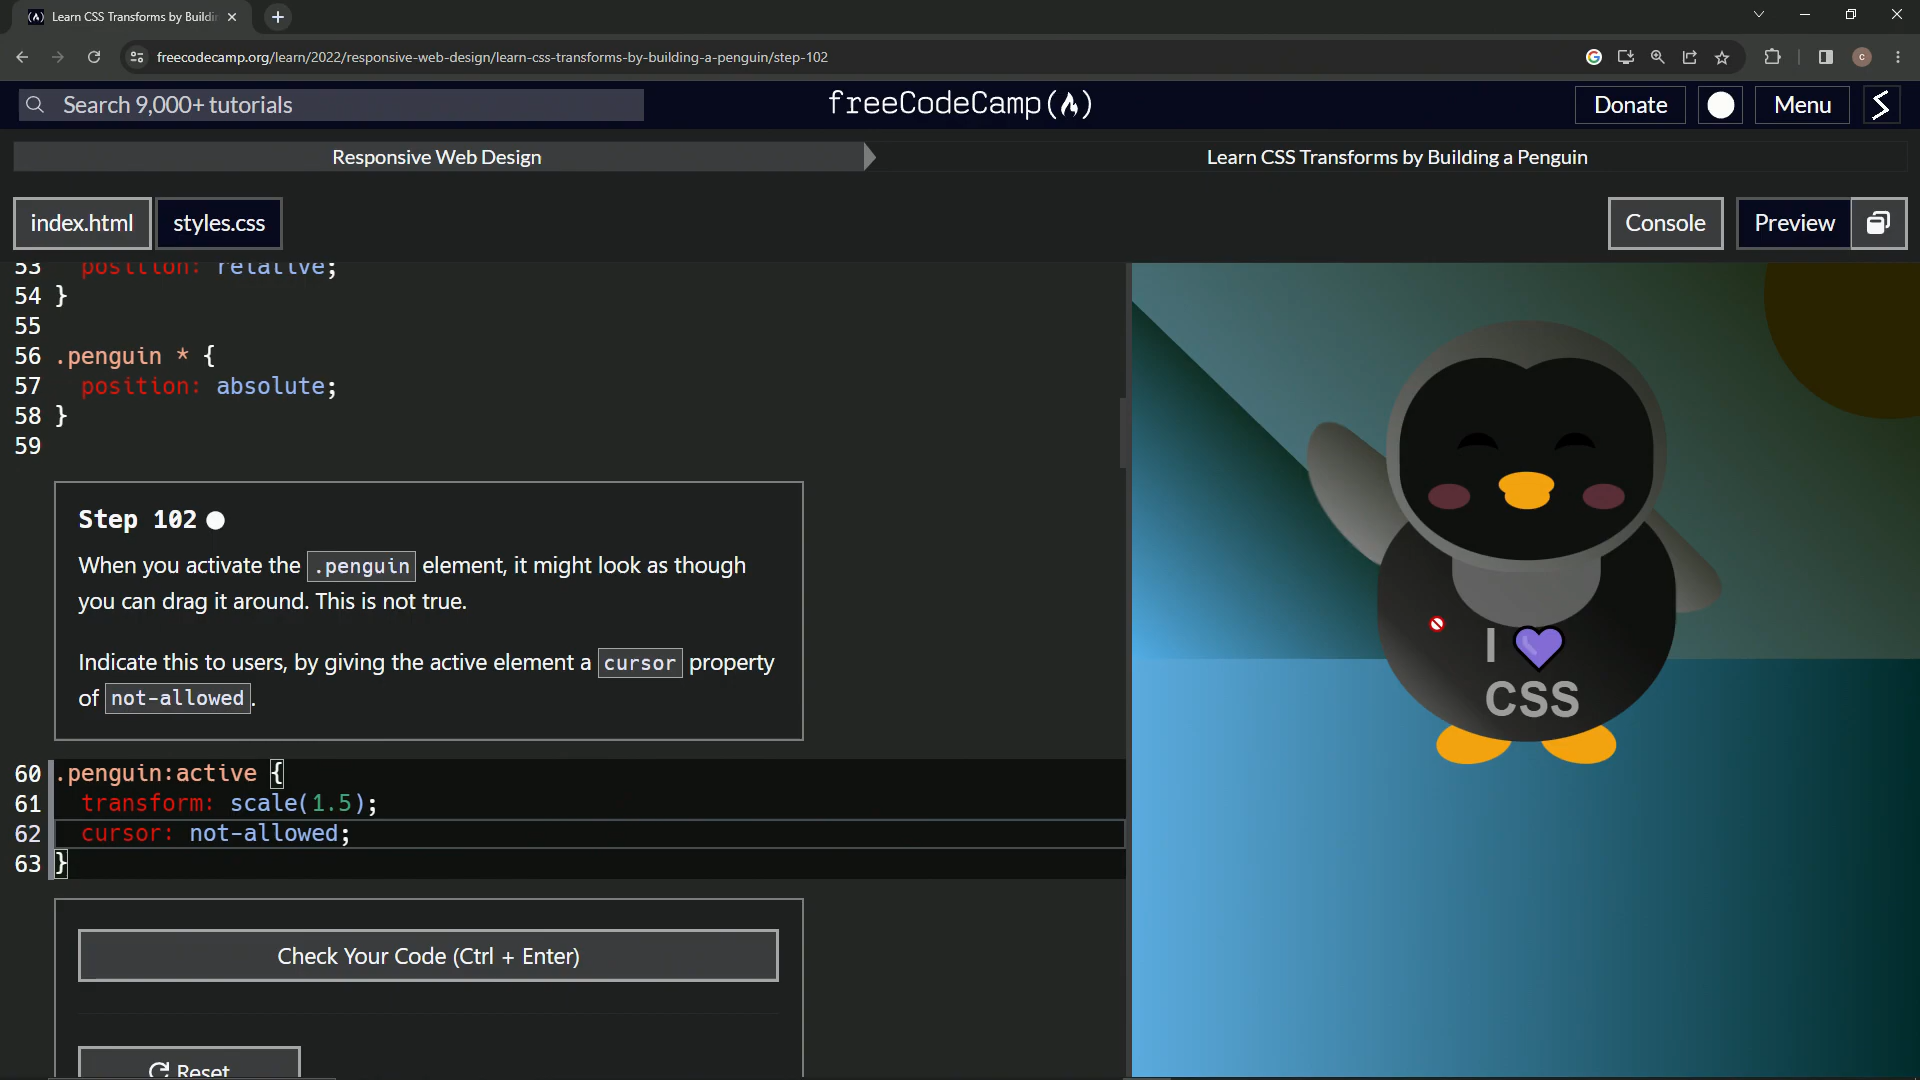 Learn CSS Transforms by Buildin
freecodecamp.org/learn/2022/responsive-web-design/learn-css-transforms-by-building-a-penguin/step-102
c
Search 9,000+ tutorials
freeCodeCamp
Donate
Menu
Responsive Web Design
Learn CSS Transforms by Building a Penguin
index.html
styles.css
Console
Preview
53 position: relative;
54 }
55
56 .penguin * {
57 position: absolute;
58 }
59
Step 102
When you activate the .penguin element, it might look as though
you can drag it around. This is not true.
Indicate this to users, by giving the active element a cursor property
of not-allowed.
60 .penguin:active {
61 transform: scale(1.5);
62 cursor: not-allowed;
63 }
Check Your Code (Ctrl + Enter)
Reset
I 💜
CSS